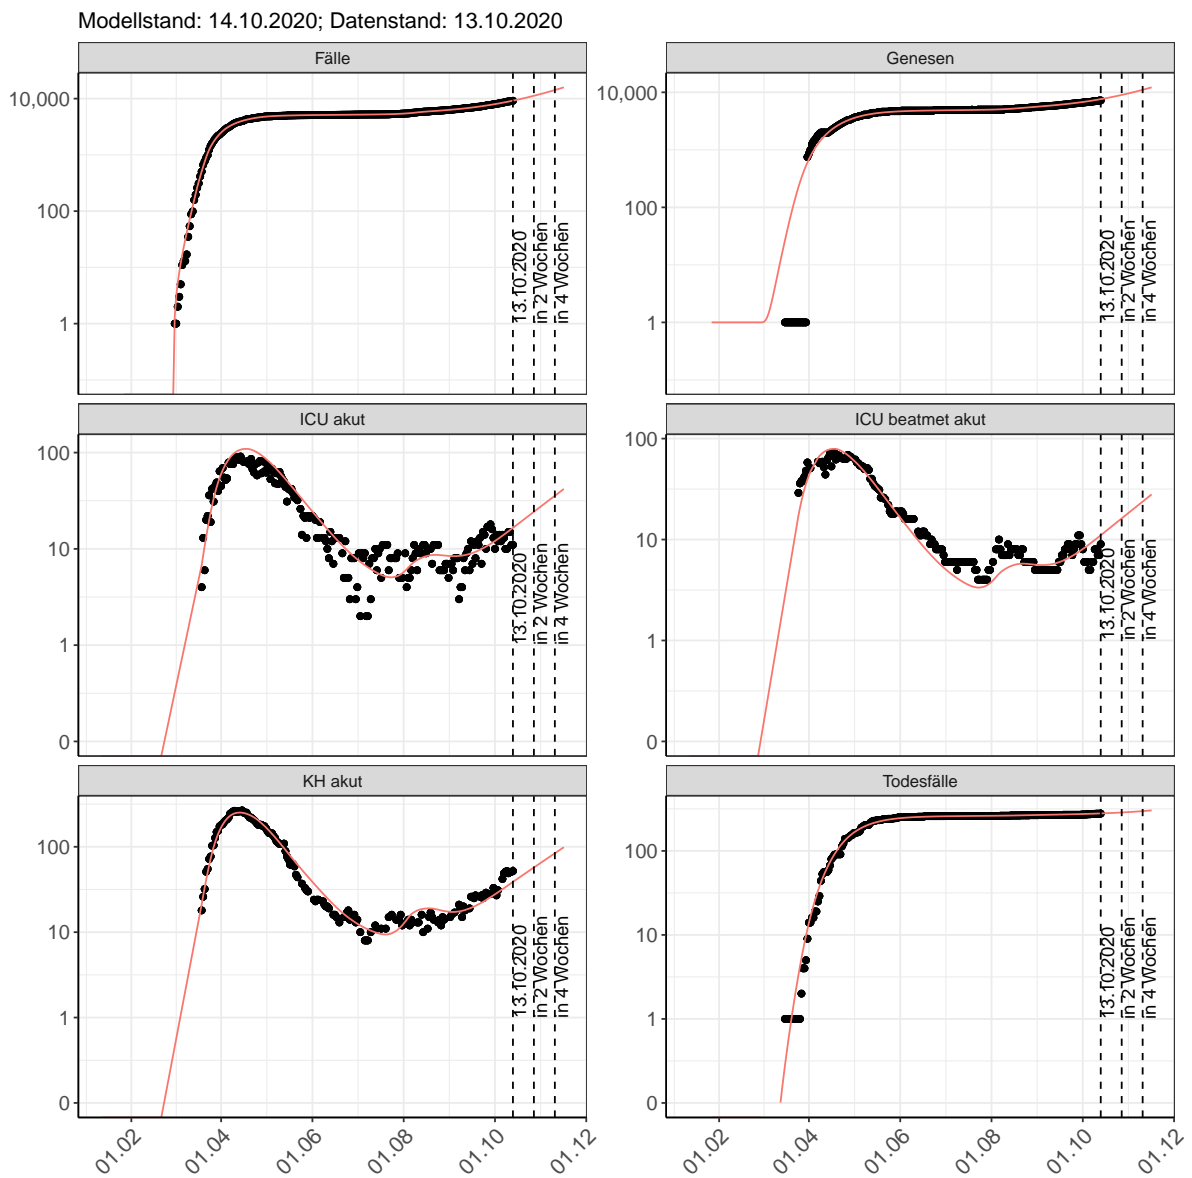 Modellstand: 14.10.2020; Datenstand: 13.10.2020
Fälle
Genesen
10,000
100
1
13.10.2020
in 2 Wochen
in 4 Wochen
10,000
100
1
13.10.2020
in 2 Wochen
in 4 Wochen
ICU akut
ICU beatmet akut
100
10
1
0
13.10.2020
in 2 Wochen
in 4 Wochen
100
10
1
0
13.10.2020
in 2 Wochen
in 4 Wochen
KH akut
Todesfälle
100
10
1
0
13.10.2020
in 2 Wochen
in 4 Wochen
100
10
1
0
13.10.2020
in 2 Wochen
in 4 Wochen
01.02
01.04
01.06
01.08
01.10
01.12
01.02
01.04
01.06
01.08
01.10
01.12